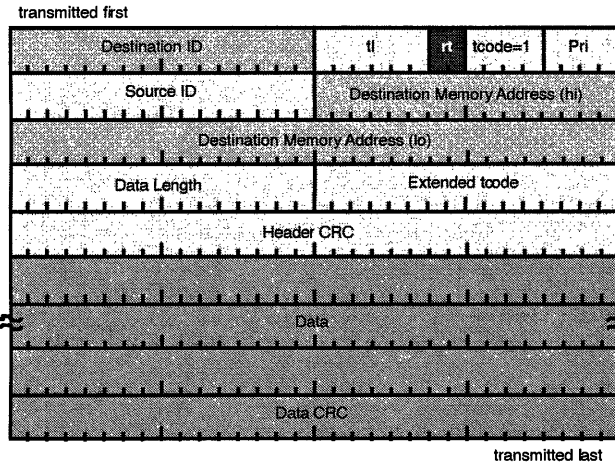 transmitted first
Destination ID tl rt tcode=1 Pri
Source ID Destination Memory Address (hi)
Destination Memory Address (lo)
Data Length Extended tcode
Header CRC
Data
Data CRC
transmitted last